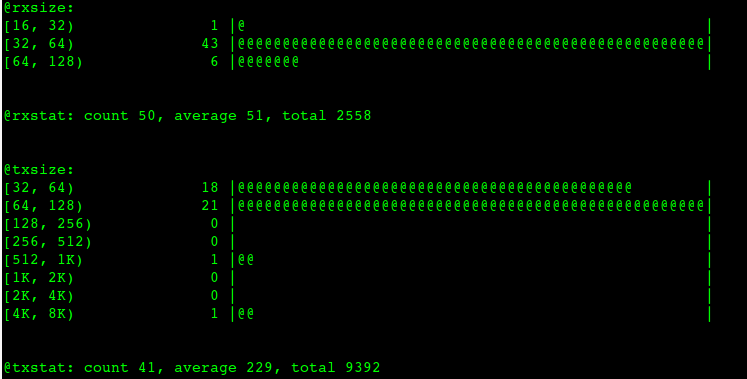 @rxsize:
[16, 32)               1 |@                                                   |
[32, 64)              43 |@@@@@@@@@@@@@@@@@@@@@@@@@@@@@@@@@@@@@@@@@@@@@@@@@@@@|
[64, 128)              6 |@@@@@@@                                             |
@rxstat: count 50, average 51, total 2558
@txsize:
[32, 64)              18 |@@@@@@@@@@@@@@@@@@@@@@@@@@@@@@@@@@@@@@@@@@@@        |
[64, 128)             21 |@@@@@@@@@@@@@@@@@@@@@@@@@@@@@@@@@@@@@@@@@@@@@@@@@@@@|
[128, 256)             0 |                                                    |
[256, 512)             0 |                                                    |
[512, 1K)              1 |@@                                                  |
[1K, 2K)               0 |                                                    |
[2K, 4K)               0 |                                                    |
[4K, 8K)               1 |@@                                                  |
@txstat: count 41, average 229, total 9392